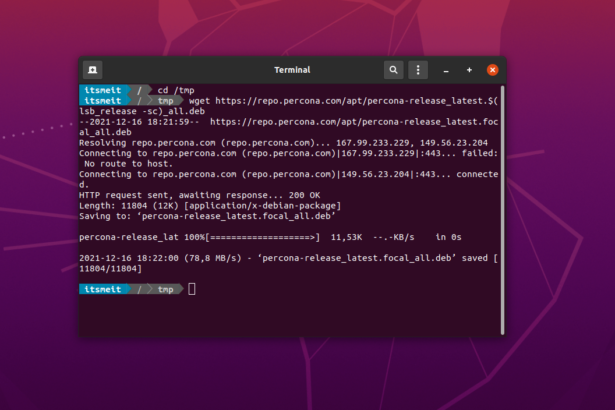 Terminal
itsmeit / cd /tmp
itsmeit / tmp wget https://repo.percona.com/apt/percona-release_latest.$(
lsb_release -sc)_all.deb
--2021-12-16 18:21:59-- https://repo.percona.com/apt/percona-release_latest.foc
al_all.deb
Resolving repo.percona.com (repo.percona.com)... 167.99.233.229, 149.56.23.204
Connecting to repo.percona.com (repo.percona.com)|167.99.233.229|:443... failed:
No route to host.
Connecting to repo.percona.com (repo.percona.com)|149.56.23.204|:443... connecte
d.
HTTP request sent, awaiting response... 200 OK
Length: 11804 (12K) [application/x-debian-package]
Saving to: ‘percona-release_latest.focal_all.deb’
percona-release_lat 100%[===================>] 11,53K --.-KB/s in 0s
2021-12-16 18:22:00 (78,8 MB/s) - ‘percona-release_latest.focal_all.deb’ saved [
11804/11804]
itsmeit / tmp